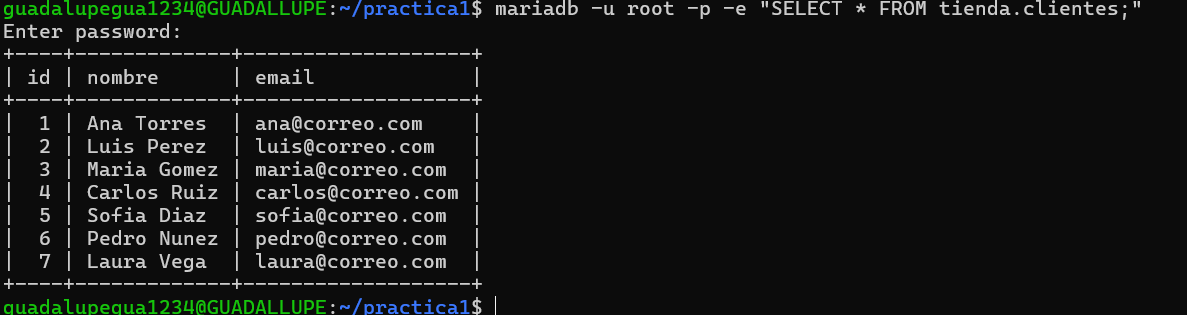 guadalupegua1234@GUADALLUPE:~/practica1$ mariadb -u root -p -e "SELECT * FROM tienda.clientes;"
Enter password:
+----+-------------+-------------------+
| id | nombre      | email             |
+----+-------------+-------------------+
|  1 | Ana Torres  | ana@correo.com    |
|  2 | Luis Perez  | luis@correo.com   |
|  3 | Maria Gomez | maria@correo.com  |
|  4 | Carlos Ruiz | carlos@correo.com |
|  5 | Sofia Diaz  | sofia@correo.com  |
|  6 | Pedro Nunez | pedro@correo.com  |
|  7 | Laura Vega  | laura@correo.com  |
+----+-------------+-------------------+
guadalupegua1234@GUADALLUPE:~/practica1$